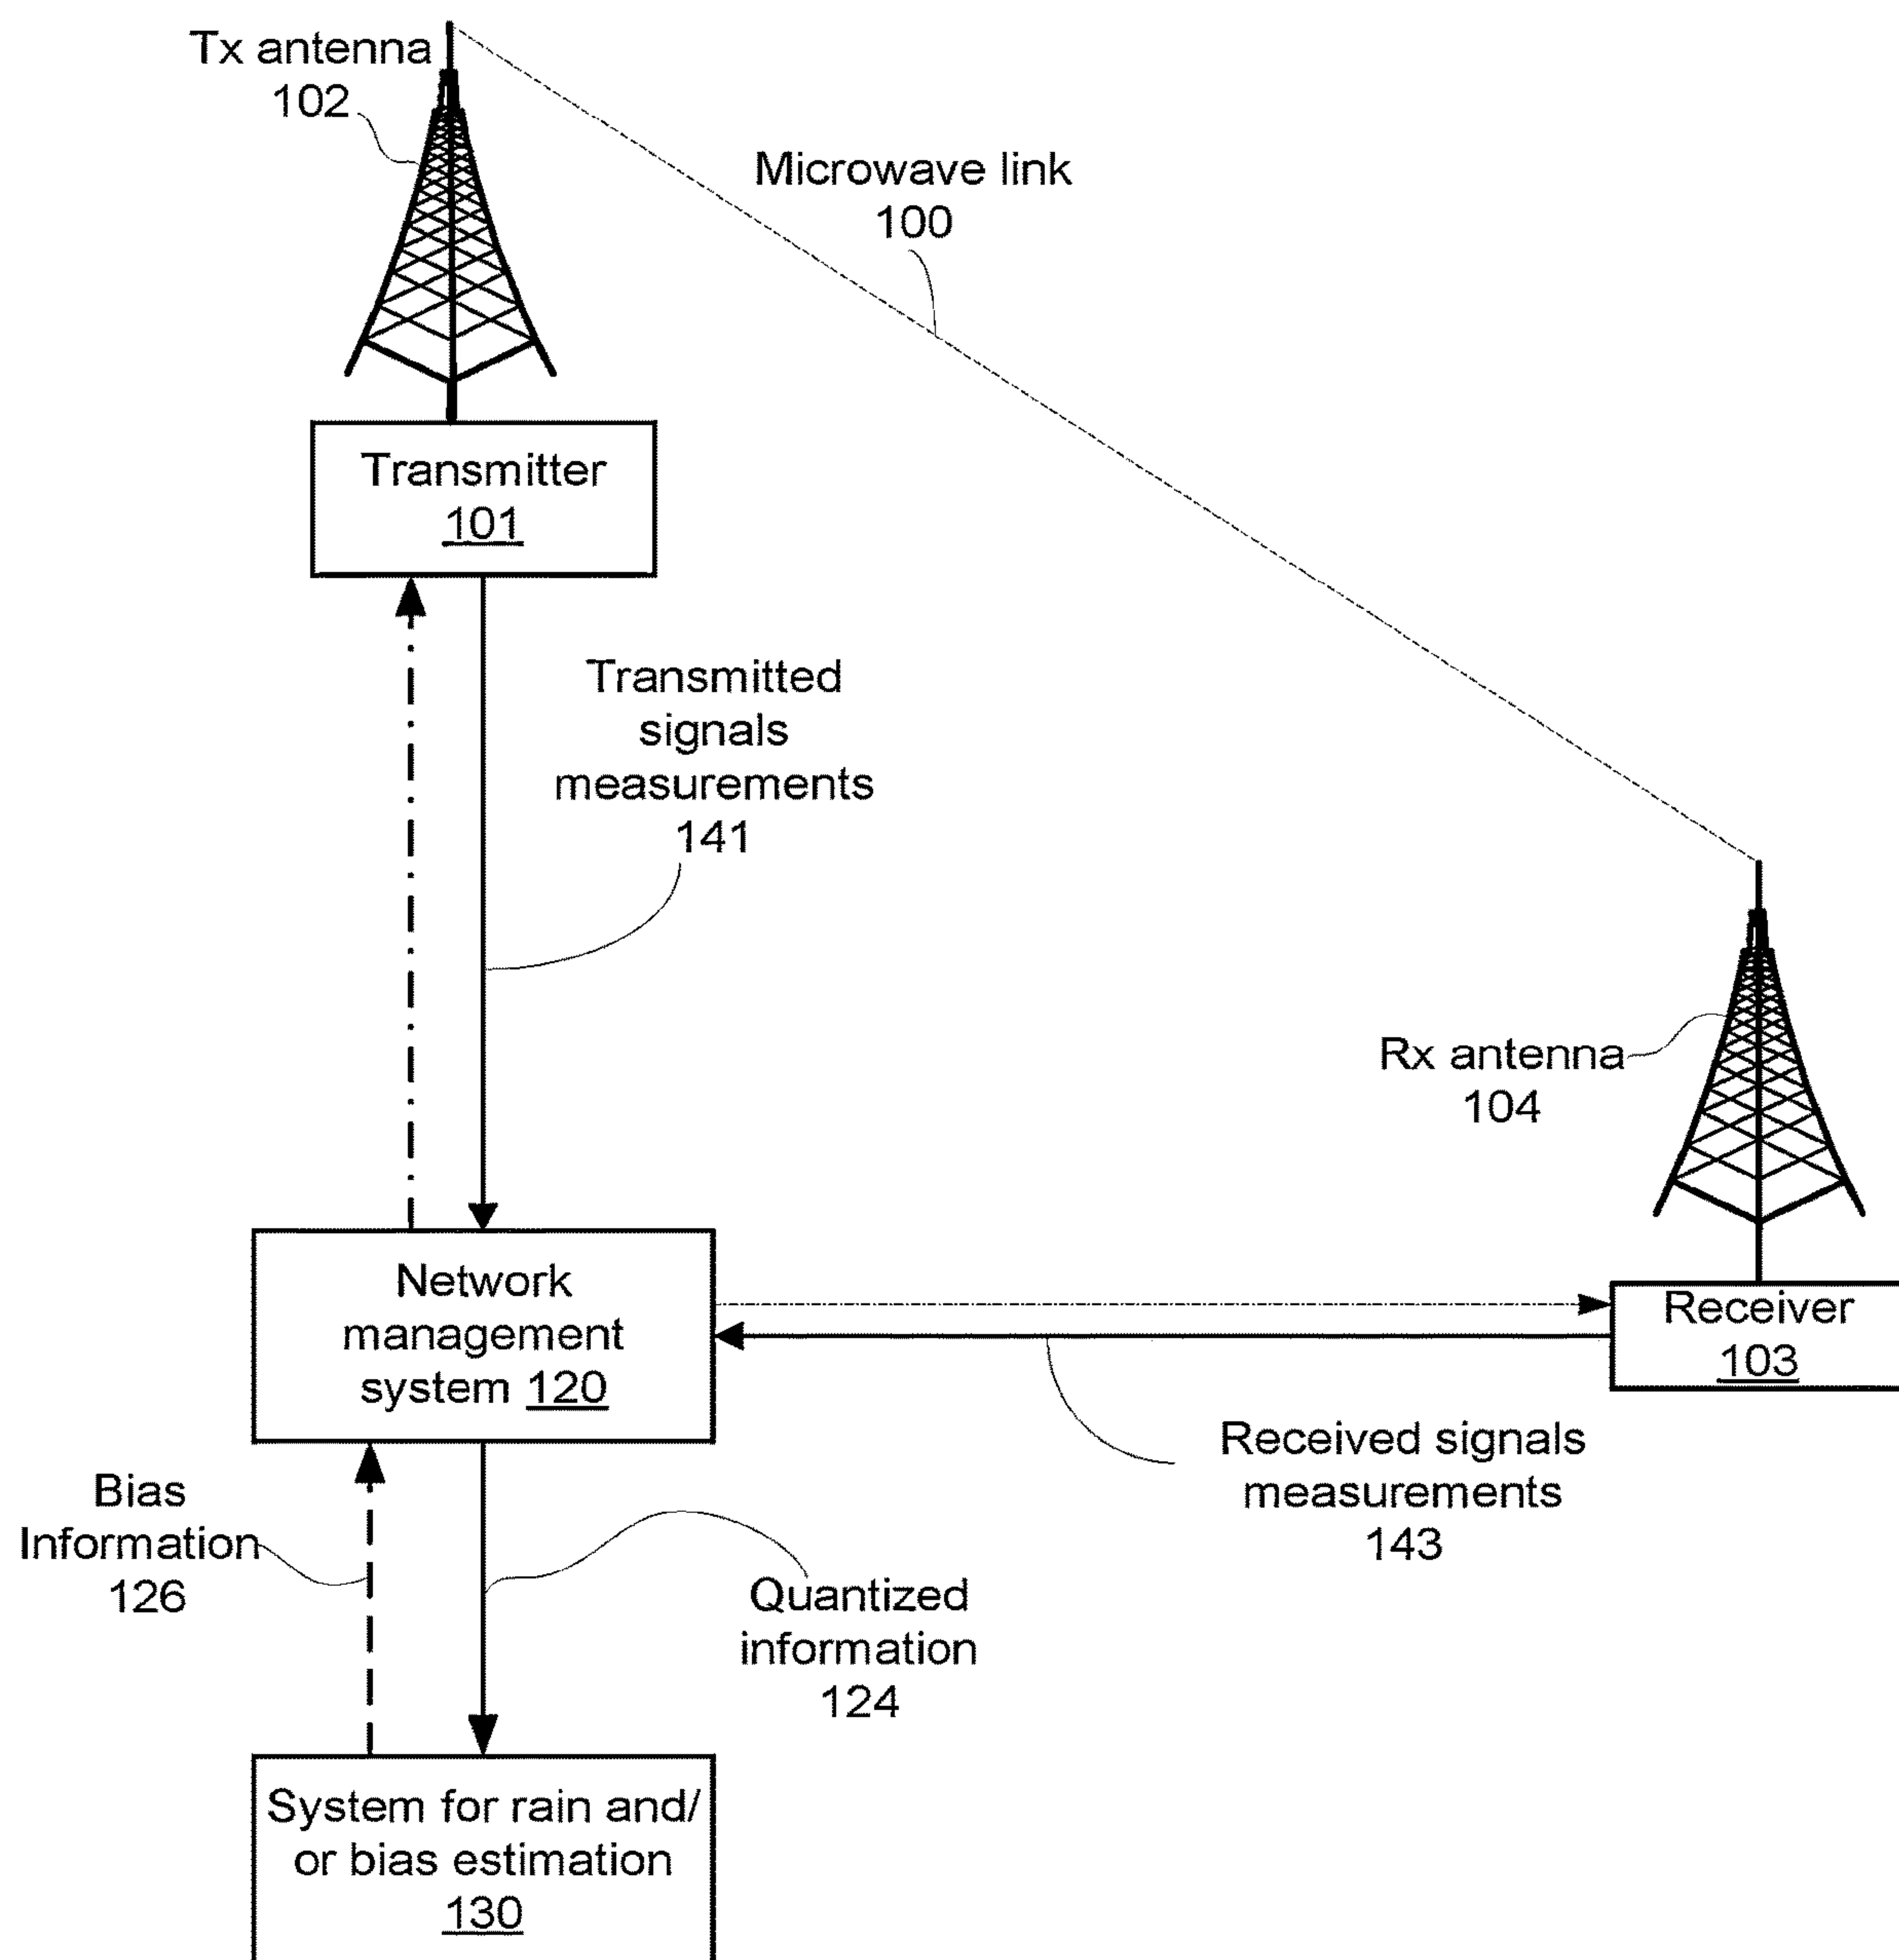 Tx antenna
102
Microwave link
100
Transmitter
101
Transmitted
signals
measurements
141
Rx antenna
104
Network
management
system 120
Receiver
103
Received signals
measurements
143
Bias
Information
126
Quantized
information
124
System for rain and/
or bias estimation
130